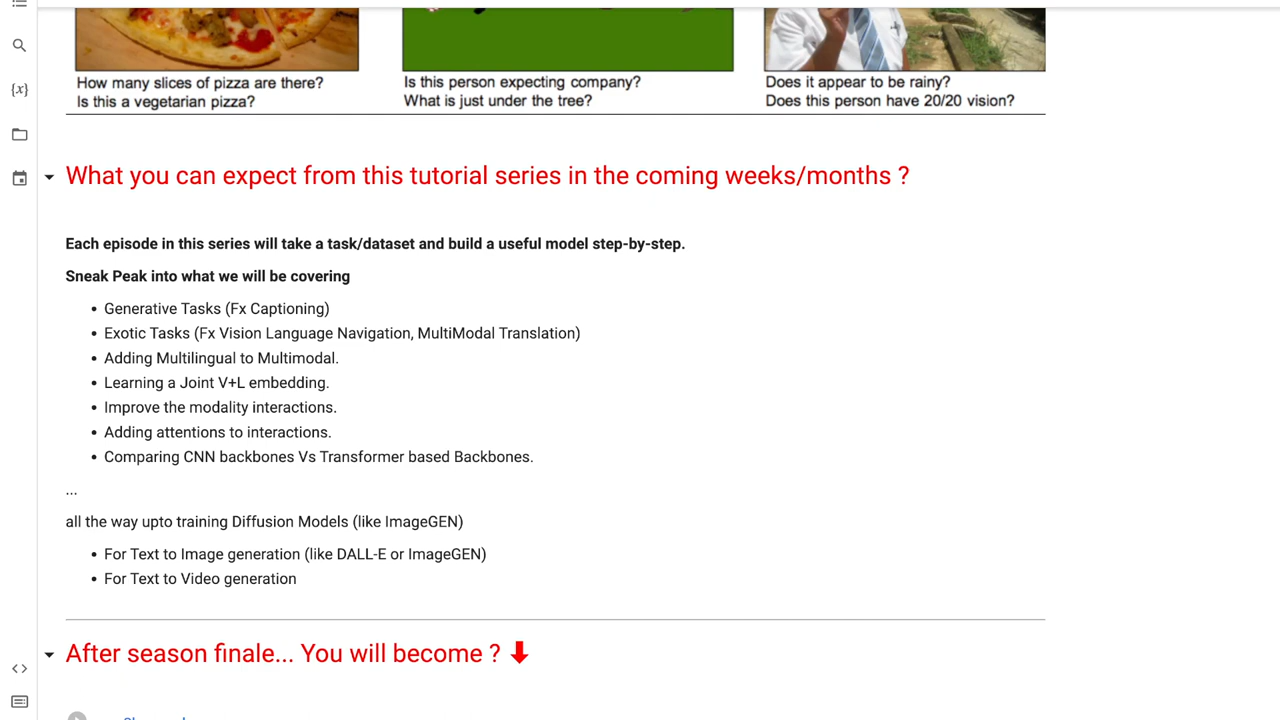 How many slices of pizza are there?
Is this a vegetarian pizza?
Is this person expecting company?
What is just under the tree?
Does it appear to be rainy?
Does this person have 20/20 vision?
{x}
What you can expect from this tutorial series in the coming weeks/months ?
Each episode in this series will take a task/dataset and build a useful model step-by-step.
Sneak Peak into what we will be covering
• Generative Tasks (Fx Captioning)
• Exotic Tasks (Fx Vision Language Navigation, MultiModal Translation)
• Adding Multilingual to Multimodal.
• Learning a Joint V+L embedding.
• Improve the modality interactions.
• Adding attentions to interactions.
• Comparing CNN backbones Vs Transformer based Backbones.
...
all the way upto training Diffusion Models (like ImageGEN)
• For Text to Image generation (like DALL-E or ImageGEN)
• For Text to Video generation
After season finale... You will become ?